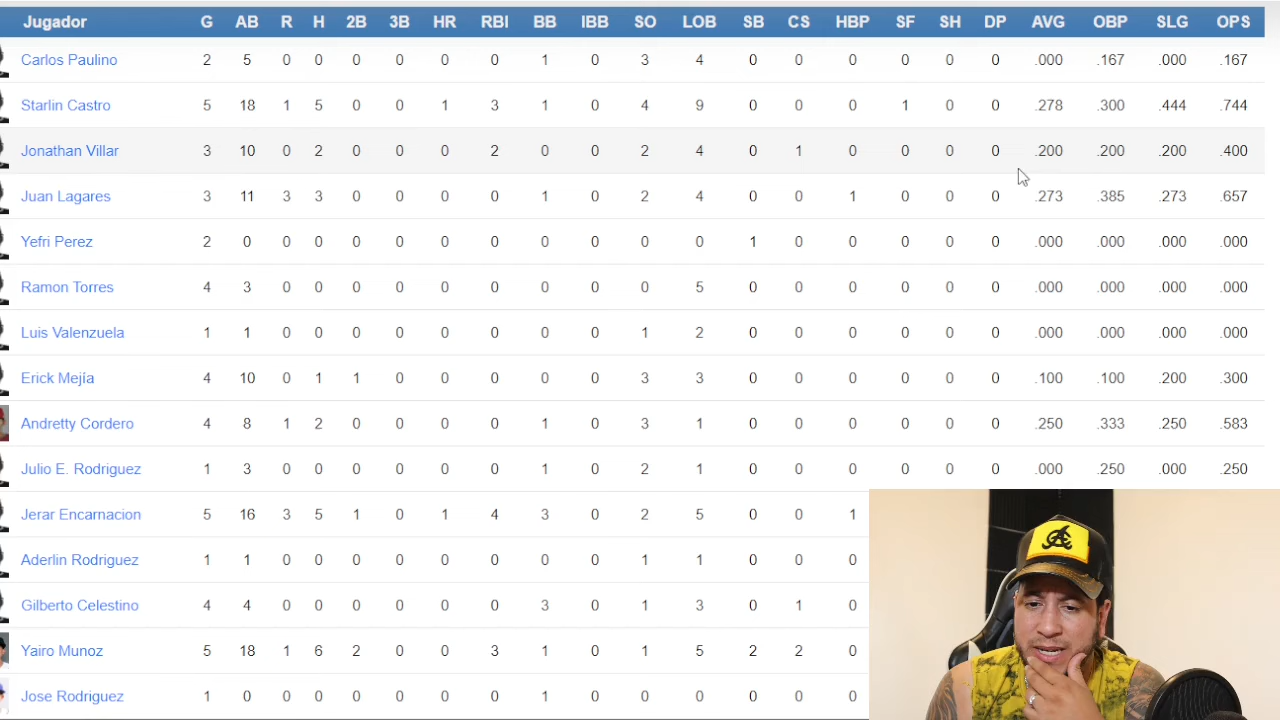 Jugador G AB R H 2B 3B HR RBI BB IBB SO LOB SB CS HBP SF SH DP AVG OBP SLG OPS
Carlos Paulino 2 5 0 0 0 0 0 0 1 0 3 4 0 0 0 0 0 0 .000 .167 .000 .167
Starlin Castro 5 18 1 5 0 0 1 3 1 0 4 9 0 0 0 1 0 0 .278 .300 .444 .744
Jonathan Villar 3 10 0 2 0 0 0 2 0 0 2 4 0 1 0 0 0 0 .200 .200 .200 .400
Juan Lagares 3 11 3 3 0 0 0 0 1 0 2 4 0 0 1 0 0 0 .273 .385 .273 .657
Yefri Perez 2 0 0 0 0 0 0 0 0 0 0 0 1 0 0 0 0 0 .000 .000 .000 .000
Ramon Torres 4 3 0 0 0 0 0 0 0 0 0 5 0 0 0 0 0 0 .000 .000 .000 .000
Luis Valenzuela 1 1 0 0 0 0 0 0 0 0 1 2 0 0 0 0 0 0 .000 .000 .000 .000
Erick Mejía 4 10 0 1 1 0 0 0 0 0 3 3 0 0 0 0 0 0 .100 .100 .200 .300
Andretty Cordero 4 8 1 2 0 0 0 0 1 0 3 1 0 0 0 0 0 0 .250 .333 .250 .583
Julio E. Rodriguez 1 3 0 0 0 0 0 0 1 0 2 1 0 0 0 0 0 0 .000 .250 .000 .250
Jerar Encarnacion 5 16 3 5 1 0 1 4 3 0 2 5 0 0 1
Aderlin Rodriguez 1 1 0 0 0 0 0 0 0 0 1 1 0 0 0
Gilberto Celestino 4 4 0 0 0 0 0 0 3 0 1 3 0 1 0
Yairo Munoz 5 18 1 6 2 0 0 3 1 0 1 5 2 2 0
Jose Rodriguez 1 0 0 0 0 0 0 0 1 0 0 0 0 0 0